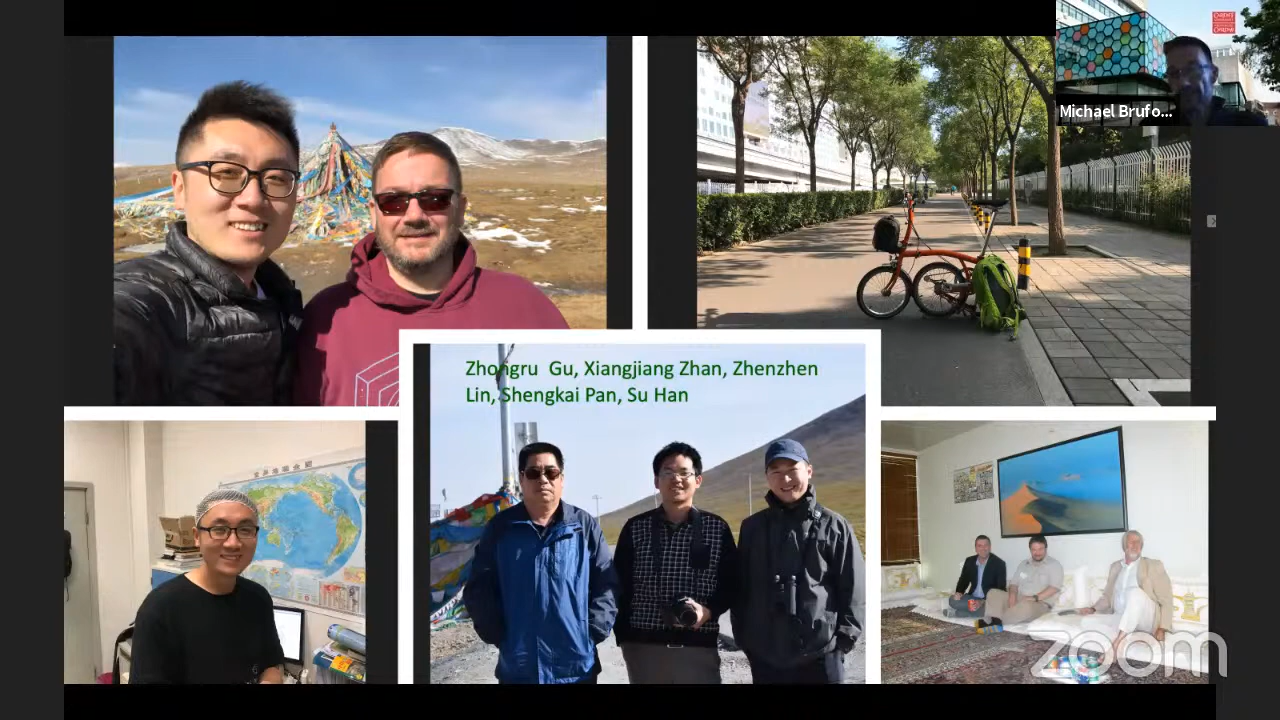 Michael Brufo...
Zhongru Gu, Xiangjiang Zhan, Zhenzhen
Lin, Shengkai Pan, Su Han
zoom